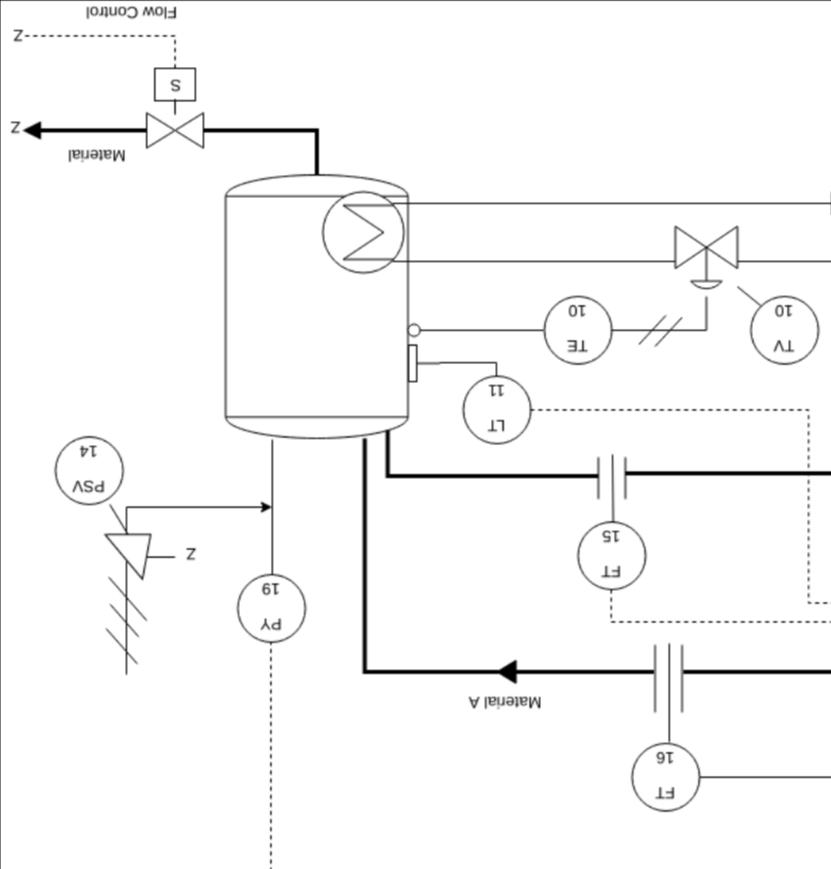 FT
16
Material A
PY
19
FT
15
Z
PSV
14
LT
11
TV
10
TE
10
Material
Z
S
Z
Flow Control